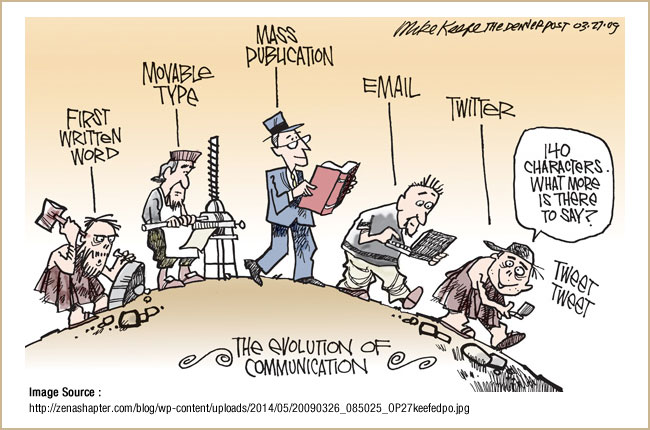 Mike Keefe THE DENVER POST 03-27-09
MASS
PUBLICATION
MOVABLE
TYPE
EMAIL
TWITTER
FIRST
WRITTEN
WORD
140
CHARACTERS.
WHAT MORE
IS THERE
TO SAY?
TWEET
TWEET
THE EVOLUTION OF
COMMUNICATION
Image Source :
http://zenashapter.com/blog/wp-content/uploads/2014/05/20090326_085025_0P27keefedpo.jpg